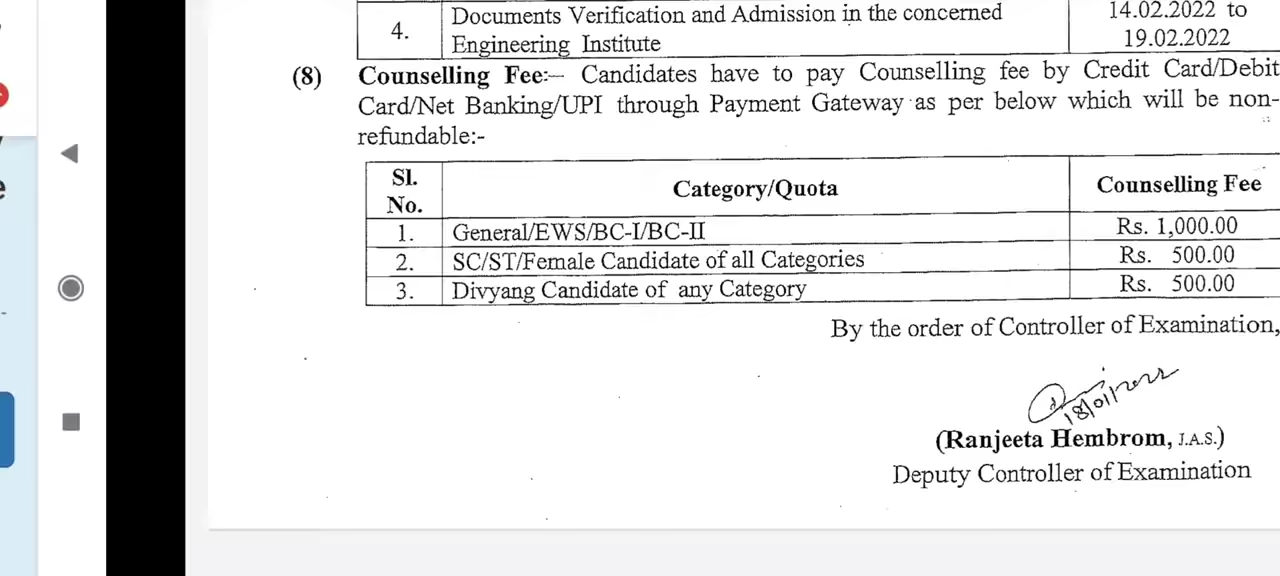 4.
Documents Verification and Admission in the concerned
Engineering Institute
14.02.2022 to
19.02.2022
(8) Counselling Fee:– Candidates have to pay Counselling fee by Credit Card/Debit
Card/Net Banking/UPI through Payment Gateway as per below which will be non-
refundable:-
Sl. No. Category/Quota Counselling Fee
1. General/EWS/BC-I/BC-II Rs. 1,000.00
2. SC/ST/Female Candidate of all Categories Rs. 500.00
3. Divyang Candidate of any Category Rs. 500.00
By the order of Controller of Examination,
18/01/2022
(Ranjeeta Hembrom, J.A.S.)
Deputy Controller of Examination